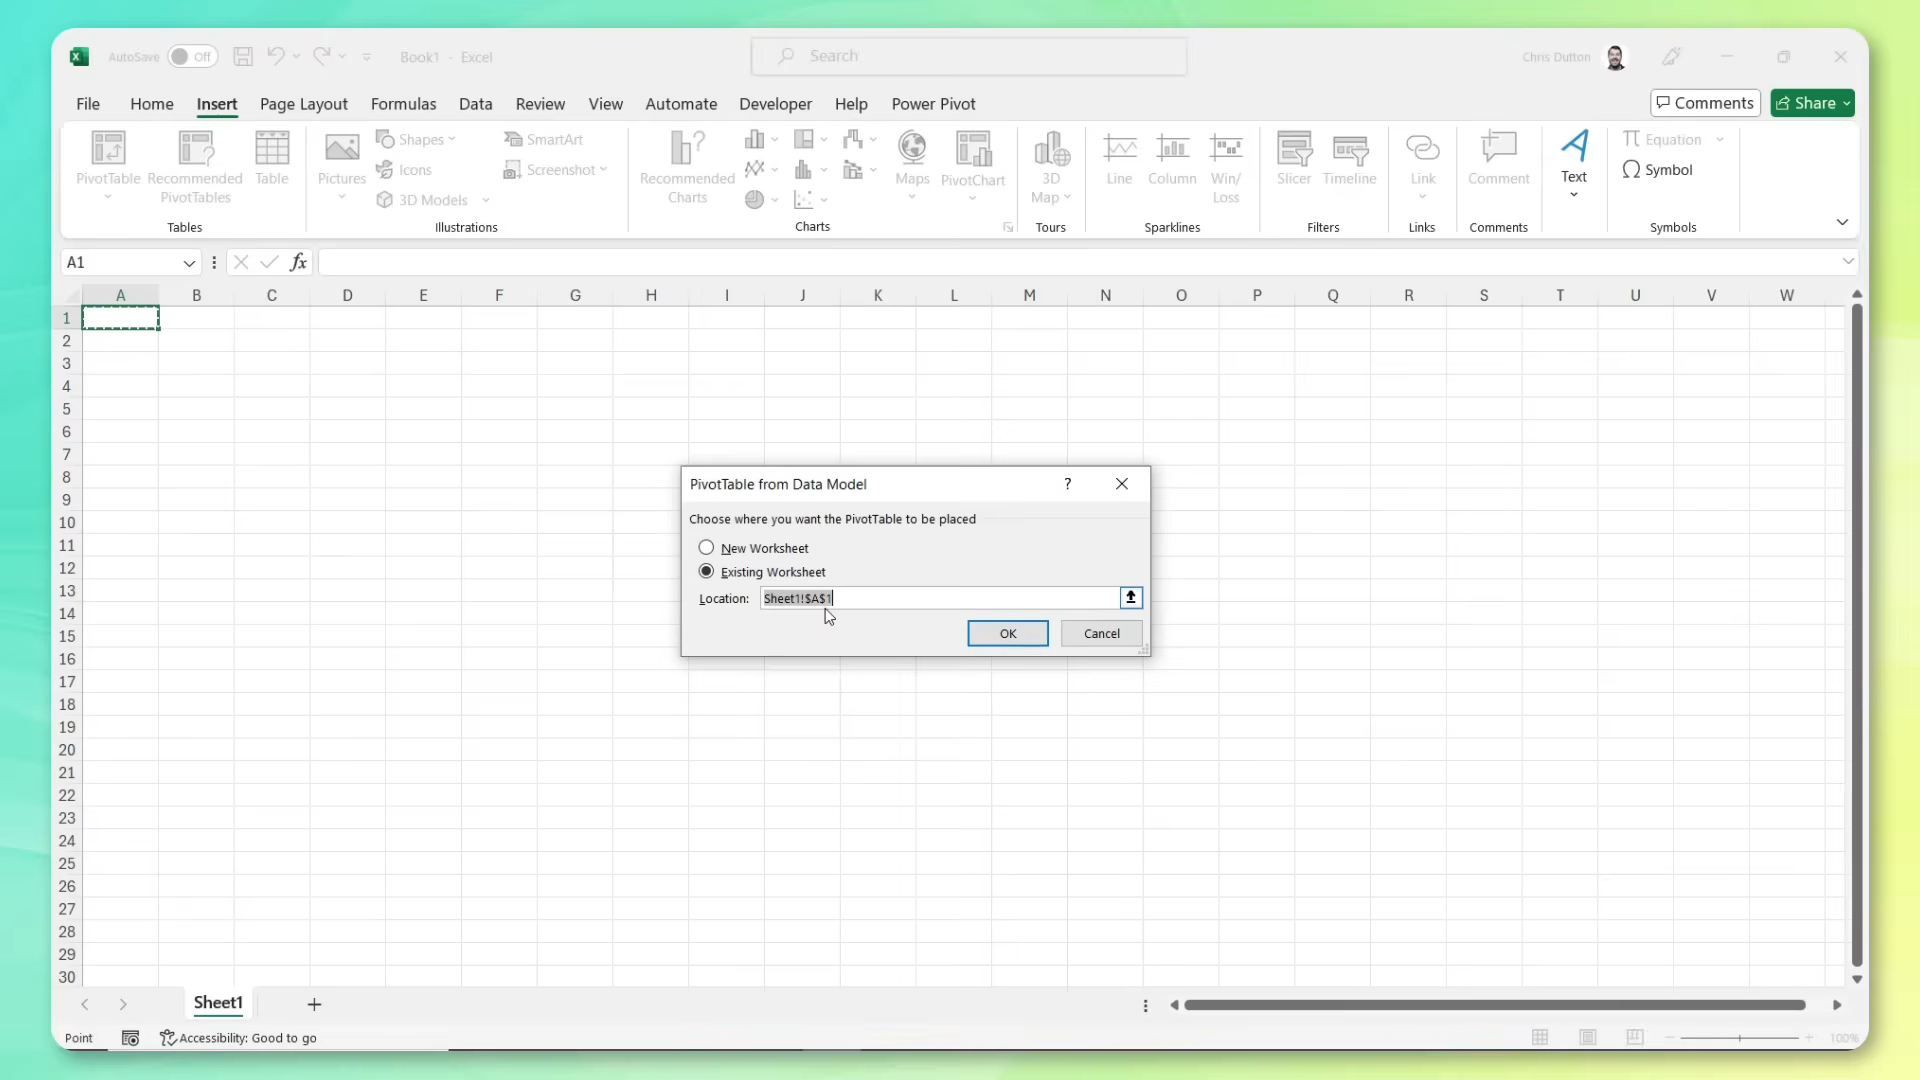 AutoSave Off Book1 - Excel Search Chris Dutton
File Home Insert Page Layout Formulas Data Review View Automate Developer Help Power Pivot Comments Share
PivotTable
Recommended
PivotTables
Table
Tables
Pictures
Shapes
Icons
3D Models
SmartArt
Screenshot
Illustrations
Recommended
Charts
Maps
PivotChart
Charts
3D
Map
Tours
Line
Column
Win/
Loss
Sparklines
Slicer
Timeline
Filters
Link
Links
Comment
Comments
Text
Equation
Symbol
Symbols
A1 fx
A B C D E F G H I J K L M N O P Q R S T U V W
1
2
3
4
5
6
7
8
9
10
11
12
13
14
15
16
17
18
19
20
21
22
23
24
25
26
27
28
29
30
PivotTable from Data Model ?
Choose where you want the PivotTable to be placed
New Worksheet
Existing Worksheet
Location: Sheet1!$A$1
OK Cancel
Sheet1
Point Accessibility: Good to go 100%